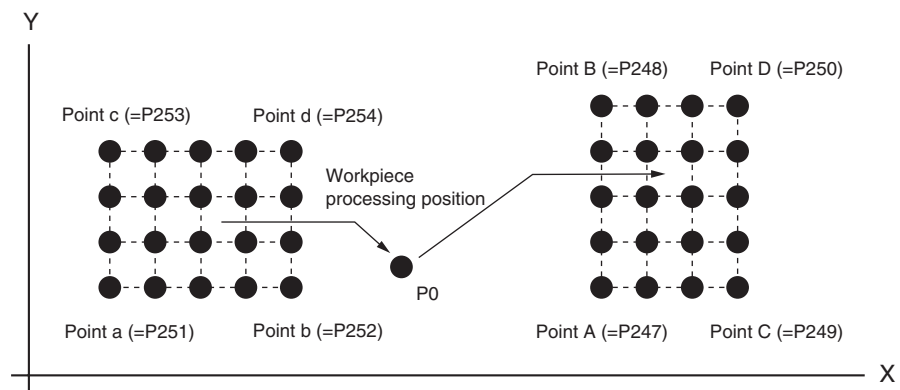 Y
Point B (=P248)
Point D (=P250)
Point c (=P253)
Point d (=P254)
Workpiece
processing position
P0
Point a (=P251)
Point b (=P252)
Point A (=P247)
Point C (=P249)
X